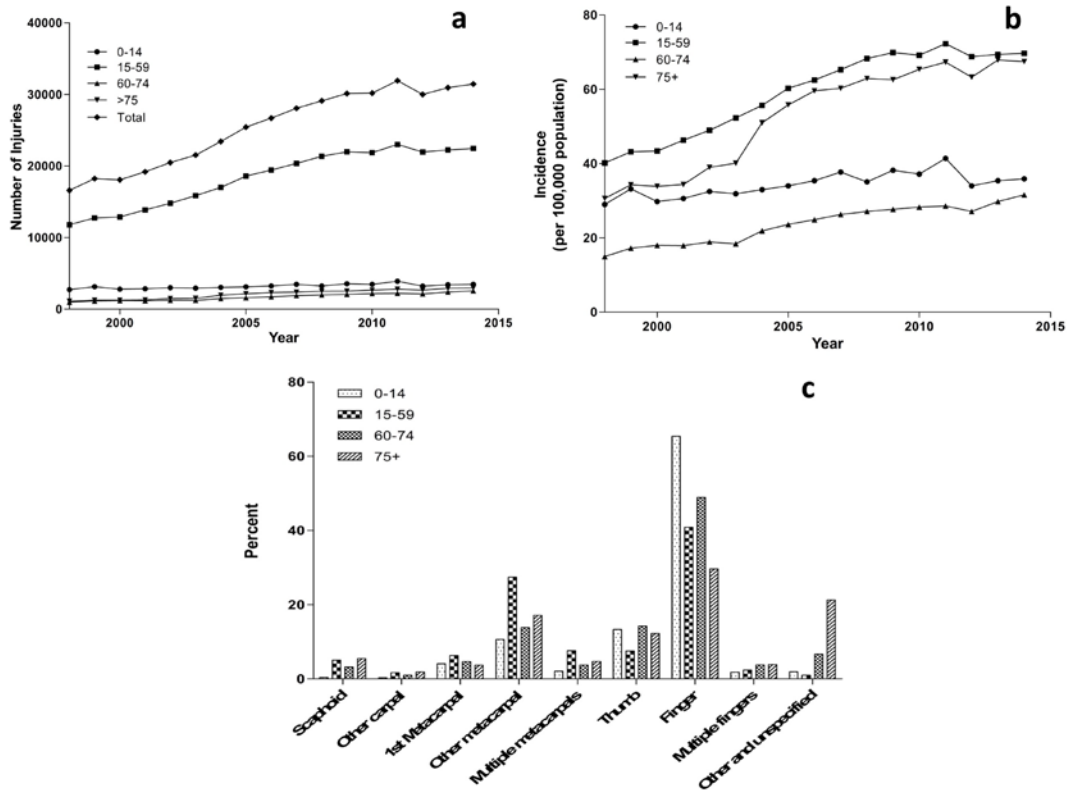 a
40000
30000
20000
10000
0
Number of Injuries
0-14
15-59
60-74
>75
Total
2000
2005
2010
2015
Year
b
80
60
40
20
0
Incidence
(per 100,000 population)
0-14
15-59
60-74
75+
2000
2005
2010
2015
Year
c
80
60
40
20
0
Percent
0-14
15-59
60-74
75+
Scaphoid
Other carpal
1st Metacarpal
Other metacarpal
Multiple metacarpals
Thumb
Finger
Multiple fingers
Other and unspecified